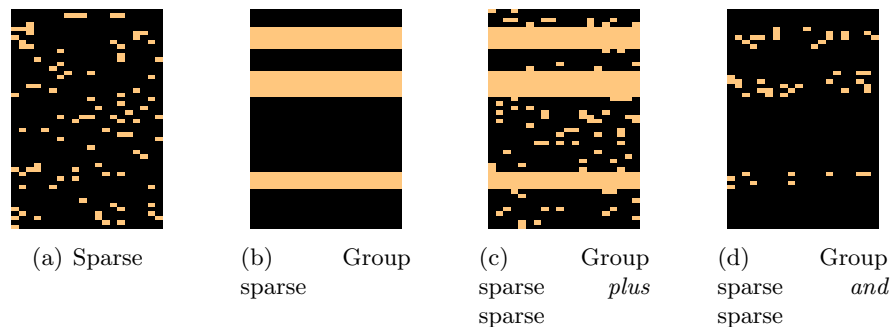 (a) Sparse
(b) Group
sparse
(c) Group
sparse plus
sparse
(d) Group
sparse and
sparse